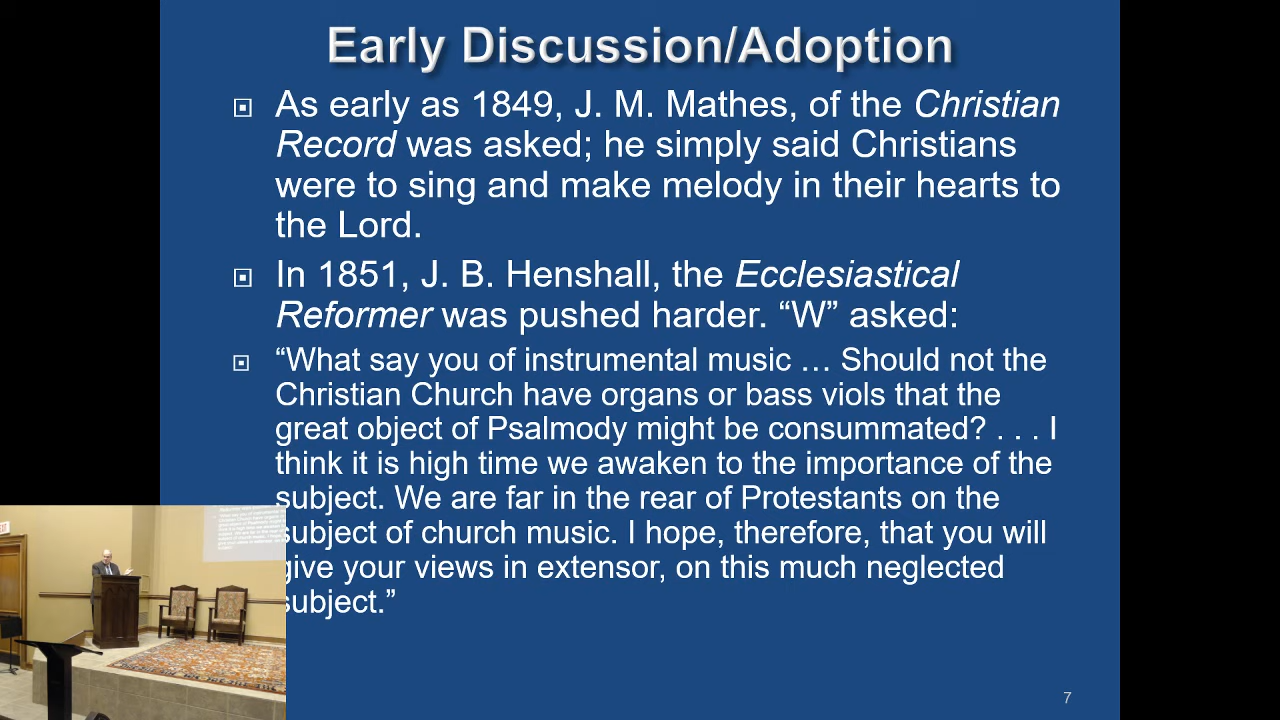 Early Discussion/Adoption
As early as 1849, J. M. Mathes, of the Christian
Record was asked; he simply said Christians
were to sing and make melody in their hearts to
the Lord.
In 1851, J. B. Henshall, the Ecclesiastical
Reformer was pushed harder. “W” asked:
“What say you of instrumental music … Should not the
Christian Church have organs or bass viols that the
great object of Psalmody might be consummated? . . . I
think it is high time we awaken to the importance of the
subject. We are far in the rear of Protestants on the
subject of church music. I hope, therefore, that you will
give your views in extensor, on this much neglected
subject.”
7